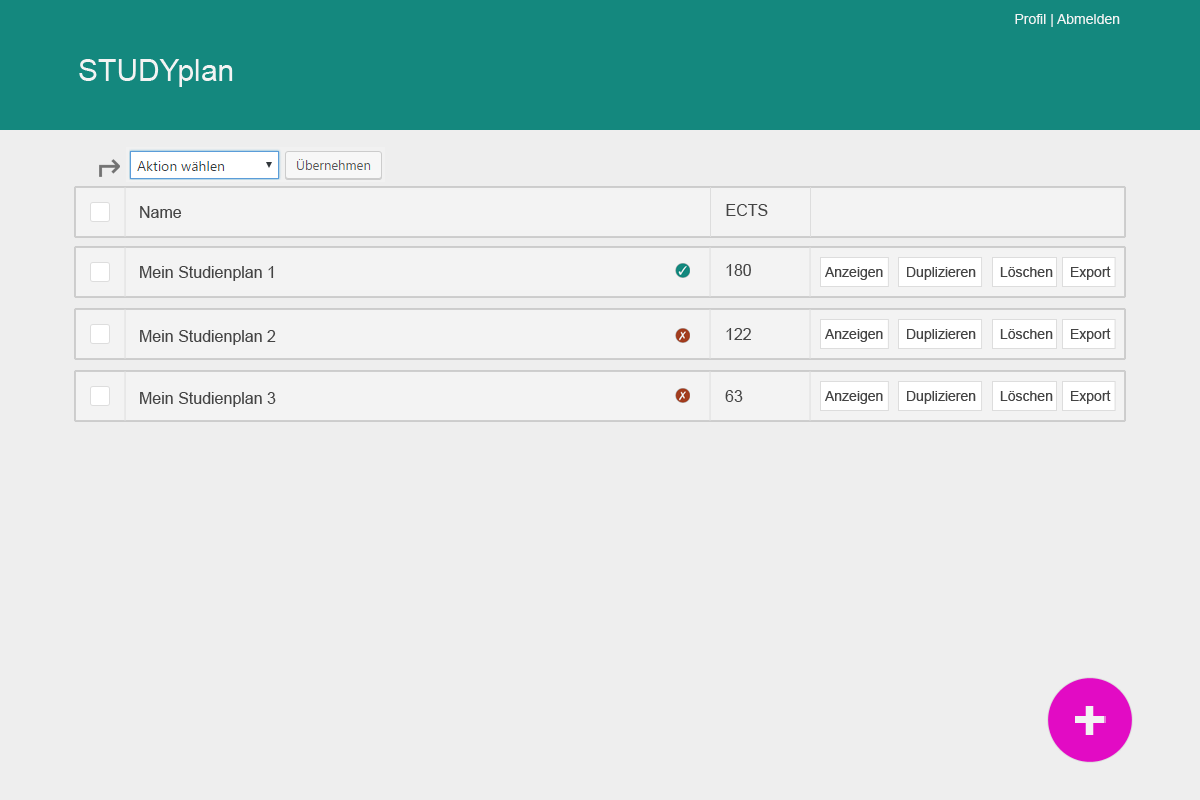 Profil | Abmelden
STUDYplan
Aktion wählen Übernehmen
Name ECTS
Mein Studienplan 1 180 Anzeigen Duplizieren Löschen Export
Mein Studienplan 2 122 Anzeigen Duplizieren Löschen Export
Mein Studienplan 3 63 Anzeigen Duplizieren Löschen Export